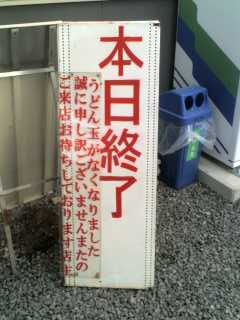 本日終了
うどん玉がなくなりました
誠に申し訳ございませんまたの
ご来店お待ちしております店主